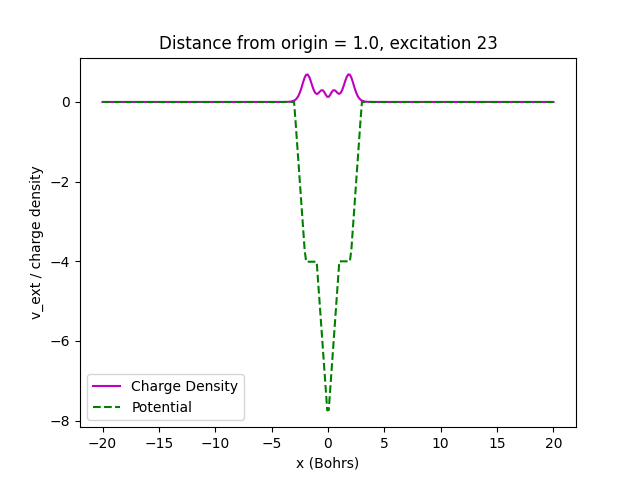 Distance from origin = 1.0, excitation 23
v_ext / charge density
0
−2
−4
−6
−8
Charge Density
Potential
−20
−15
−10
−5
0
5
10
15
20
x (Bohrs)